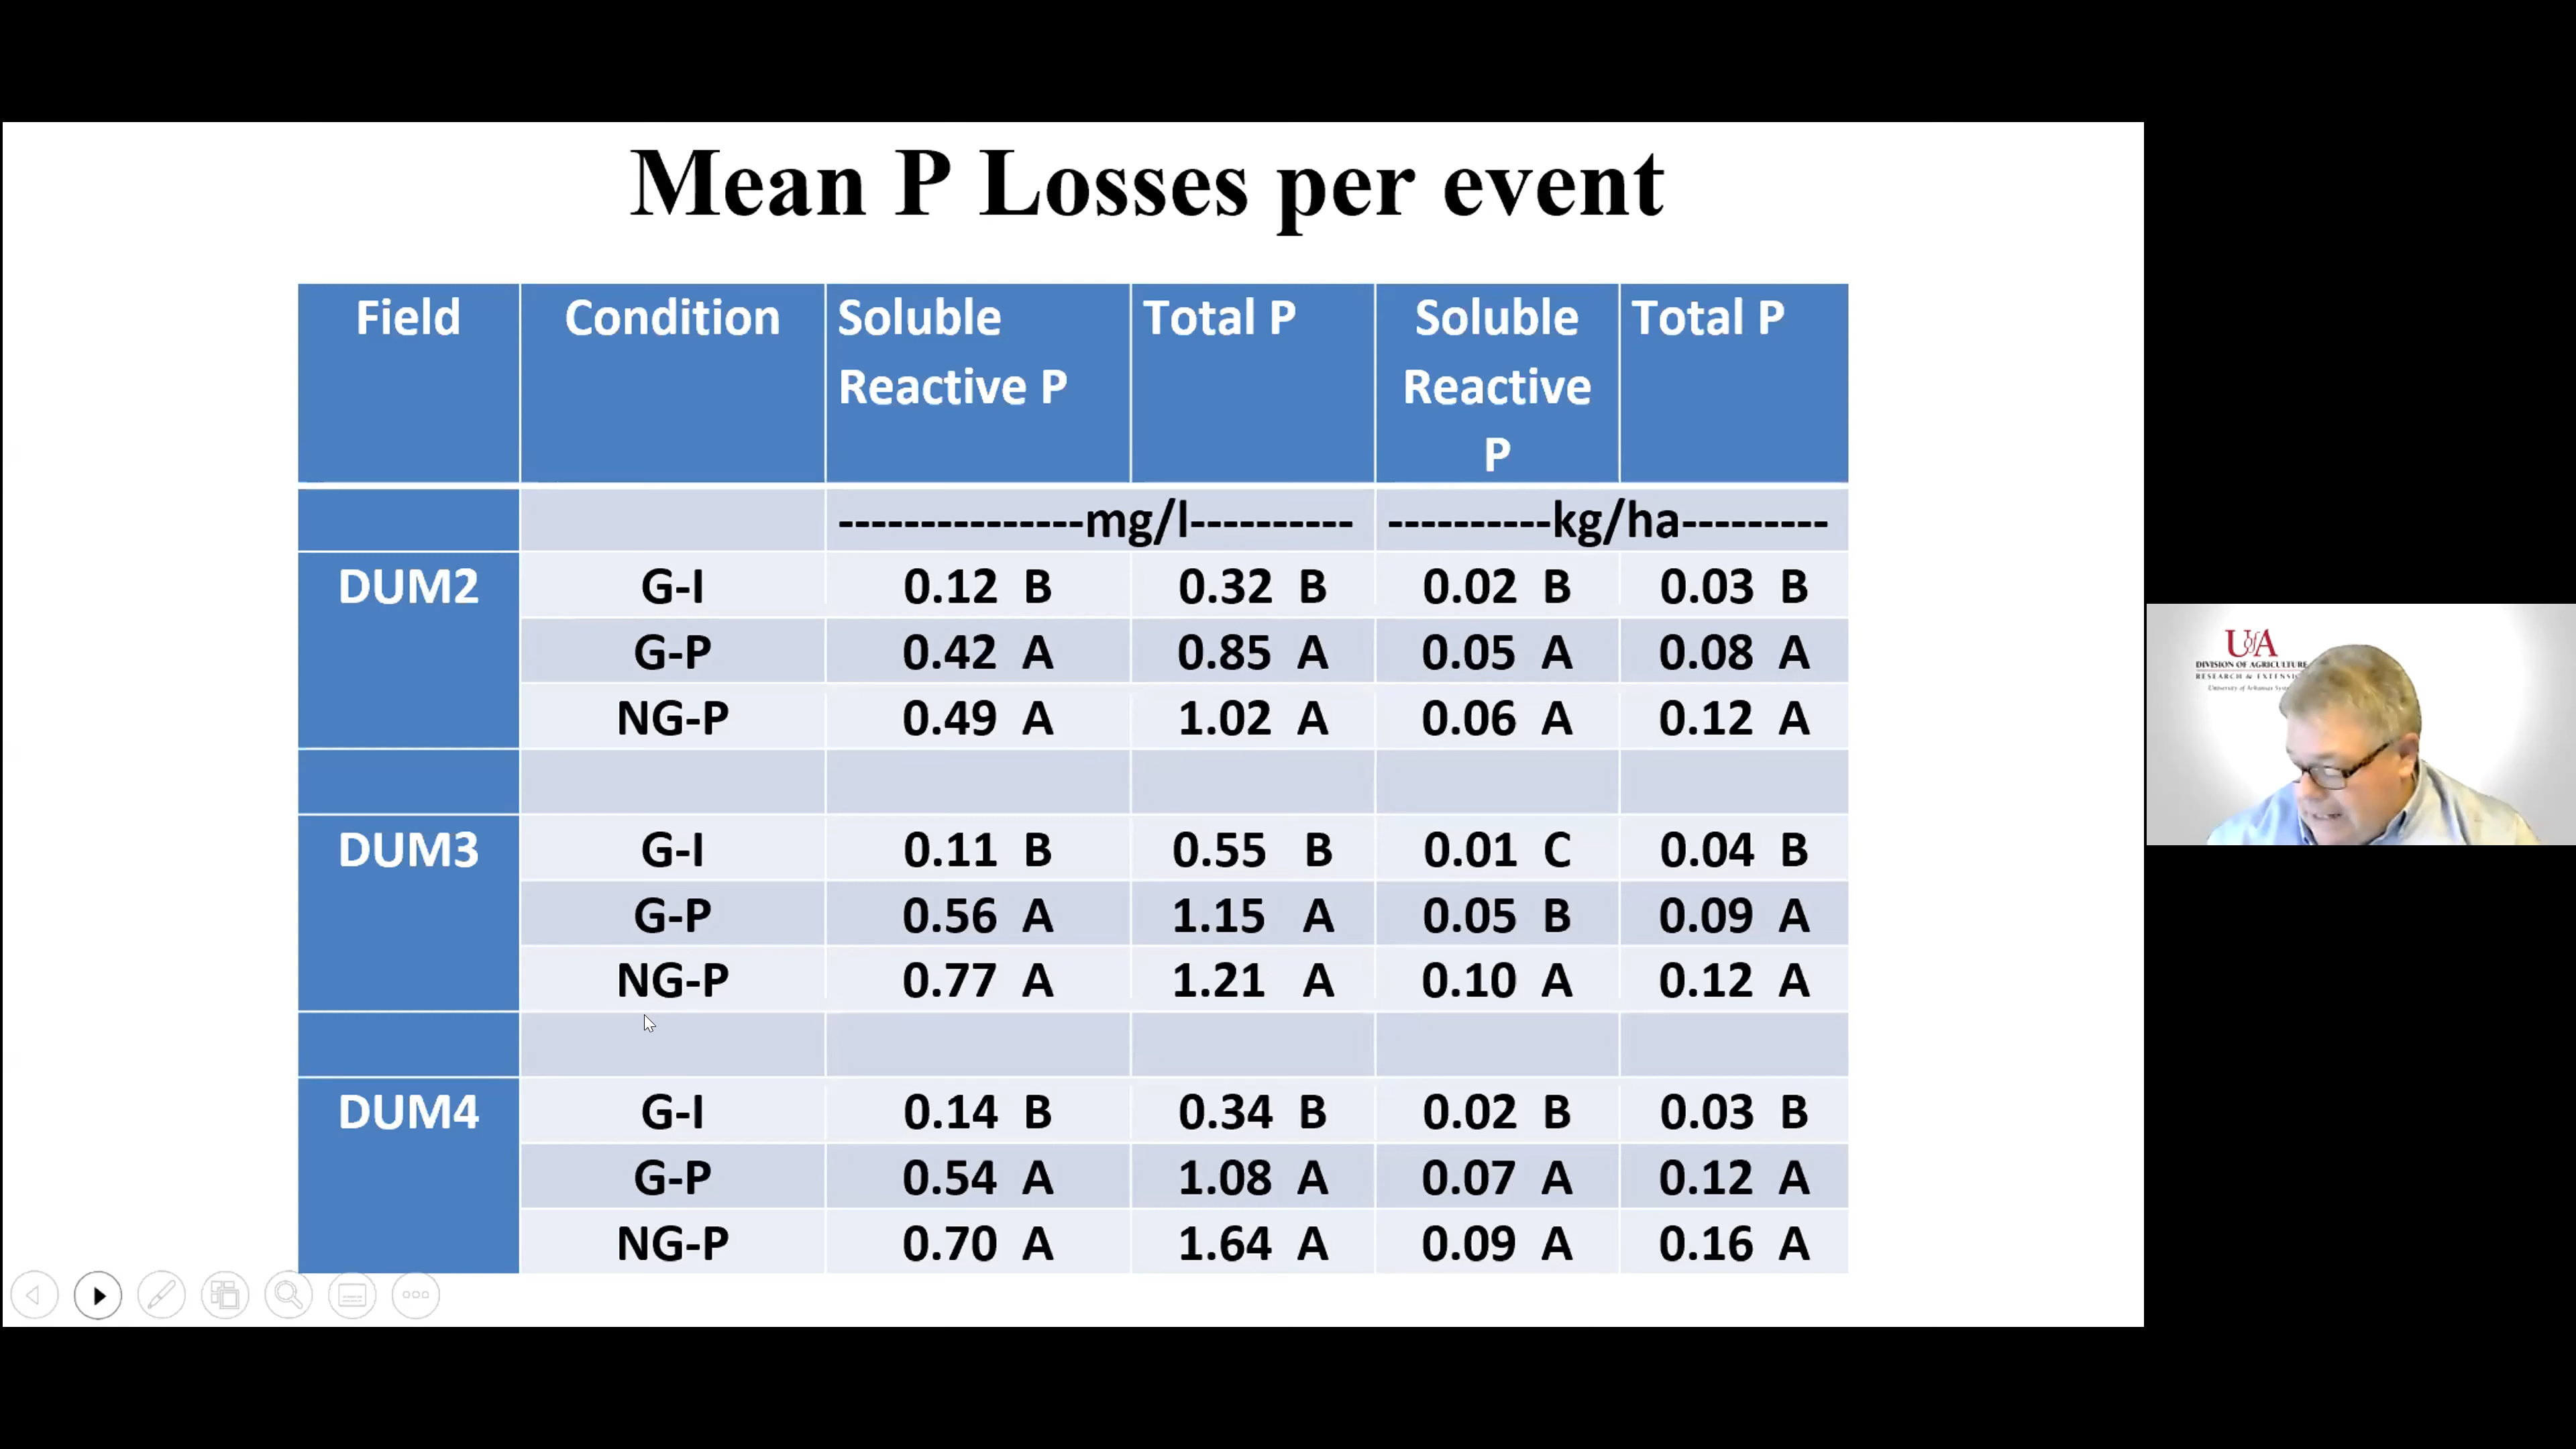 Mean P Losses per event
Field Condition Soluble Reactive P Total P Soluble Reactive P Total P
---------------mg/l---------- ----------kg/ha---------
DUM2 G-I 0.12 B 0.32 B 0.02 B 0.03 B
G-P 0.42 A 0.85 A 0.05 A 0.08 A
NG-P 0.49 A 1.02 A 0.06 A 0.12 A
DUM3 G-I 0.11 B 0.55 B 0.01 C 0.04 B
G-P 0.56 A 1.15 A 0.05 B 0.09 A
NG-P 0.77 A 1.21 A 0.10 A 0.12 A
DUM4 G-I 0.14 B 0.34 B 0.02 B 0.03 B
G-P 0.54 A 1.08 A 0.07 A 0.12 A
NG-P 0.70 A 1.64 A 0.09 A 0.16 A
UofA
DIVISION OF AGRICULTURE
RESEARCH &
University of Arkansas